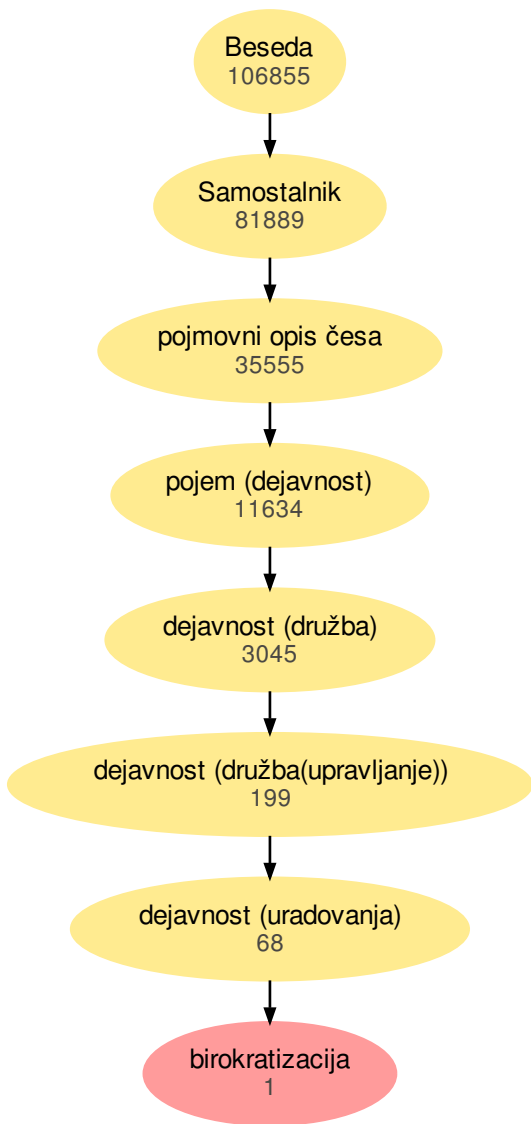 Beseda
106855
Samostalnik
81889
pojmovni opis česa
35555
pojem (dejavnost)
11634
dejavnost (družba)
3045
dejavnost (družba(upravljanje))
199
dejavnost (uradovanja)
68
birokratizacija
1